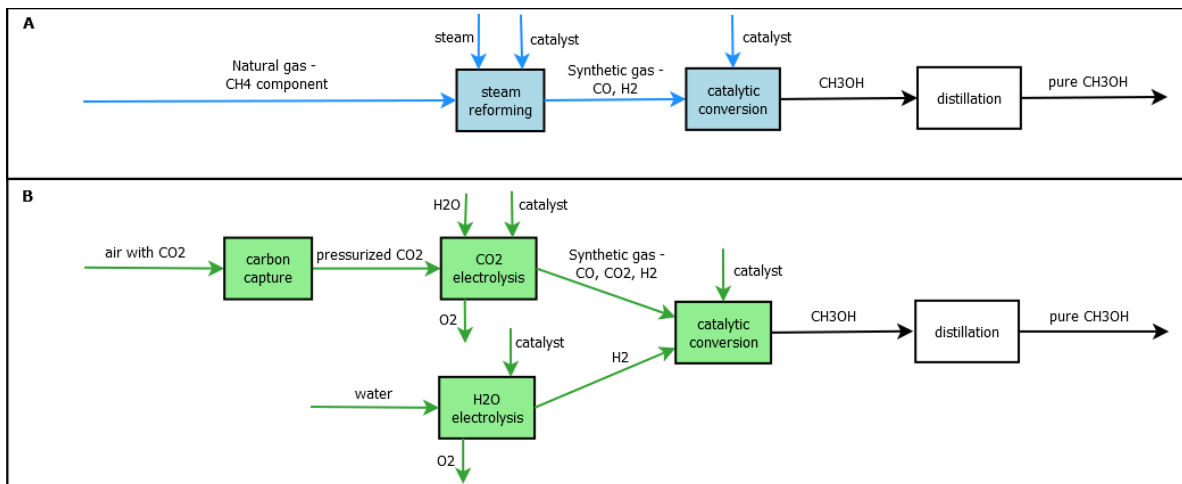 A
steam
catalyst
catalyst
Natural gas -
CH4 component
steam
reforming
Synthetic gas -
CO, H2
catalytic
conversion
CH3OH
distillation
pure CH3OH
B
H2O
catalyst
air with CO2
carbon
capture
pressurized CO2
CO2
electrolysis
Synthetic gas -
CO, CO2, H2
catalyst
O2
catalyst
catalytic
conversion
CH3OH
distillation
pure CH3OH
H2
water
H2O
electrolysis
O2